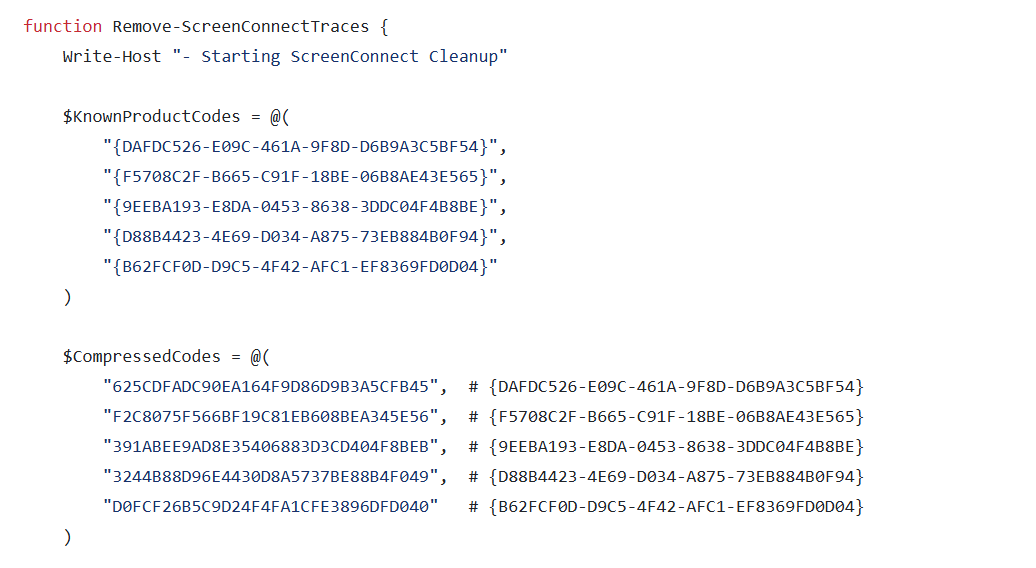 function Remove-ScreenConnectTraces {
Write-Host "- Starting ScreenConnect Cleanup"
$KnownProductCodes = @(
"{DAFDC526-E09C-461A-9F8D-D6B9A3C5BF54}",
"{F5708C2F-B665-C91F-18BE-06B8AE43E565}",
"{9EEBA193-E8DA-0453-8638-3DDC04F4B8BE}",
"{D88B4423-4E69-D034-A875-73EB884B0F94}",
"{B62FCF0D-D9C5-4F42-AFC1-EF8369FD0D04}"
)
$CompressedCodes = @(
"625CDFADC90EA164F9D86D9B3A5CFB45", # {DAFDC526-E09C-461A-9F8D-D6B9A3C5BF54}
"F2C8075F566BF19C81EB608BEA345E56", # {F5708C2F-B665-C91F-18BE-06B8AE43E565}
"391ABEE9AD8E35406883D3CD404F8BEB", # {9EEBA193-E8DA-0453-8638-3DDC04F4B8BE}
"3244B88D96E4430D8A5737BE88B4F049", # {D88B4423-4E69-D034-A875-73EB884B0F94}
"D0FCF26B5C9D24F4FA1CFE3896DFD040" # {B62FCF0D-D9C5-4F42-AFC1-EF8369FD0D04}
)